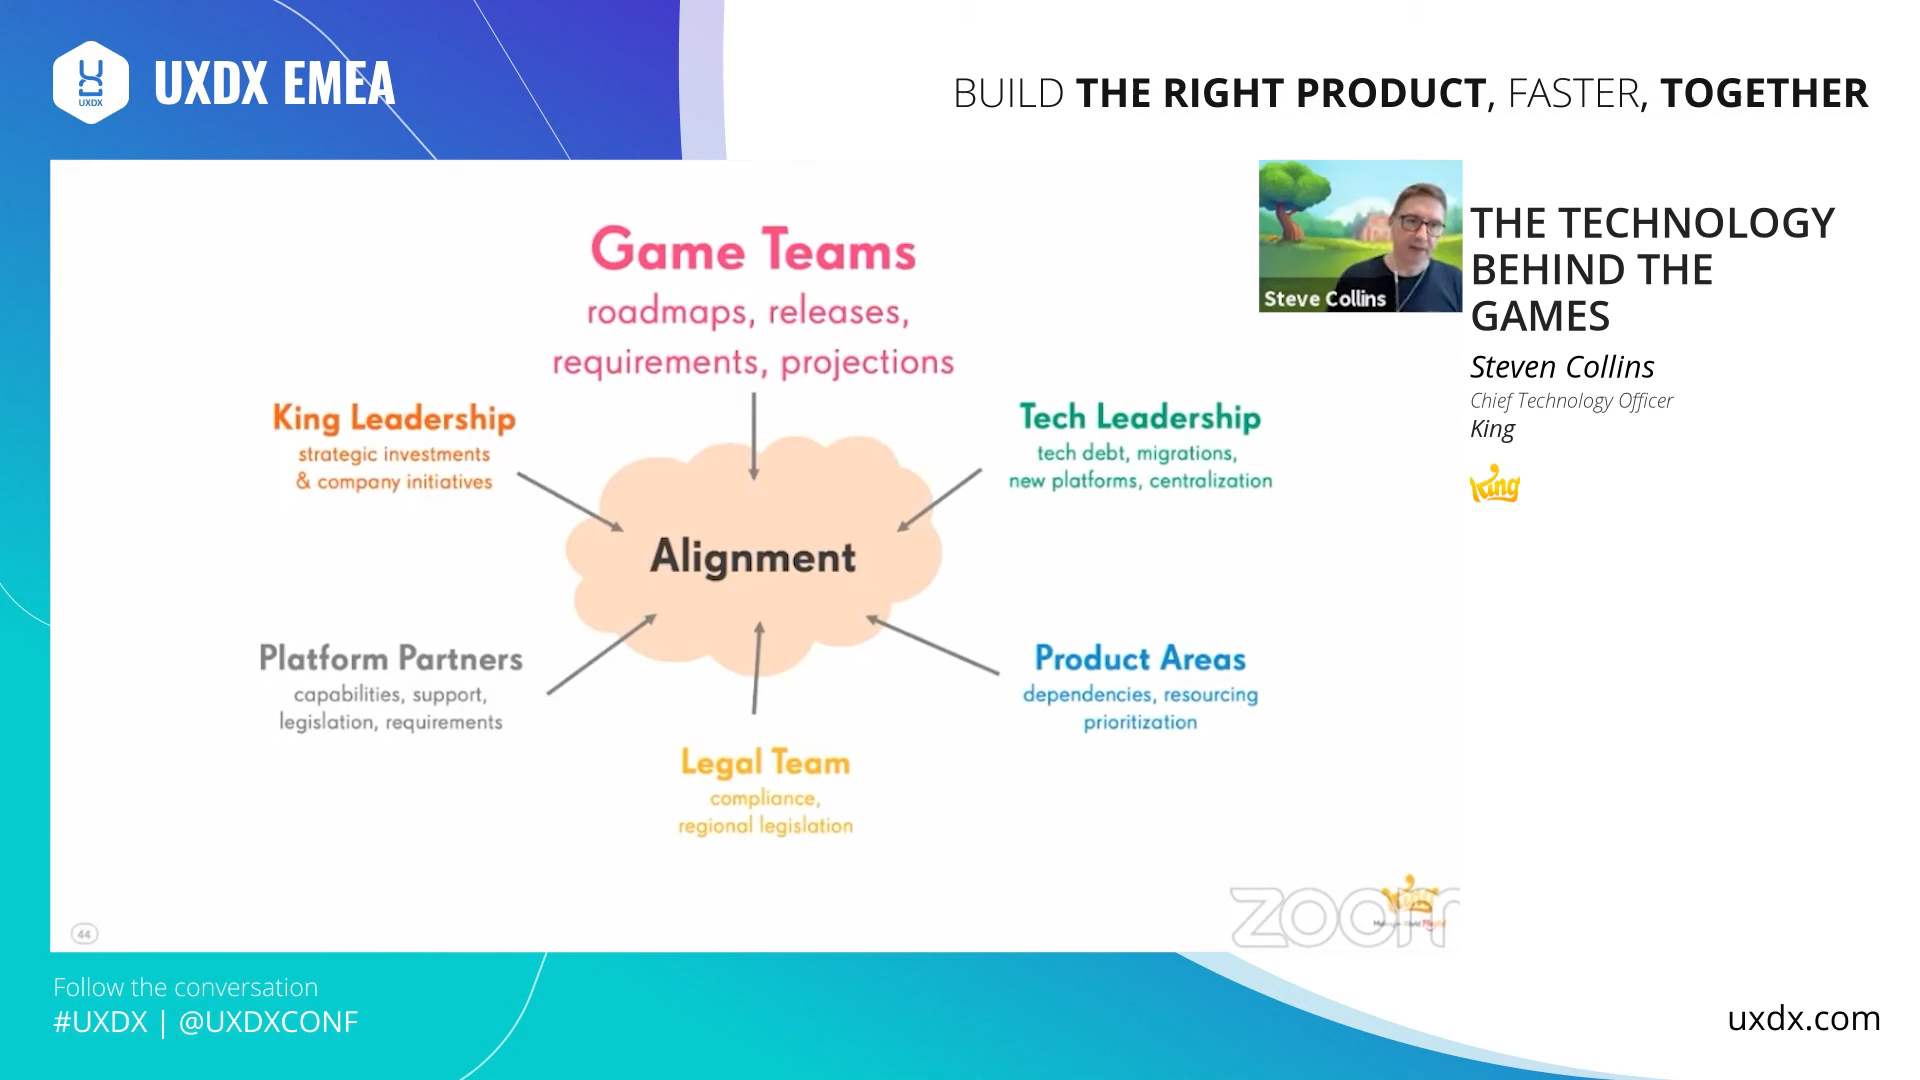 UXDX
UXDX EMEA
BUILD THE RIGHT PRODUCT, FASTER, TOGETHER
Game Teams
roadmaps, releases,
requirements, projections
King Leadership
strategic investments
& company initiatives
Tech Leadership
tech debt, migrations,
new platforms, centralization
Alignment
Platform Partners
capabilities, support,
legislation, requirements
Product Areas
dependencies, resourcing
prioritization
Legal Team
compliance,
regional legislation
44
zoom
Steve Collins
THE TECHNOLOGY
BEHIND THE
GAMES
Steven Collins
Chief Technology Officer
King
King
Follow the conversation
#UXDX | @UXDXCONF
uxdx.com